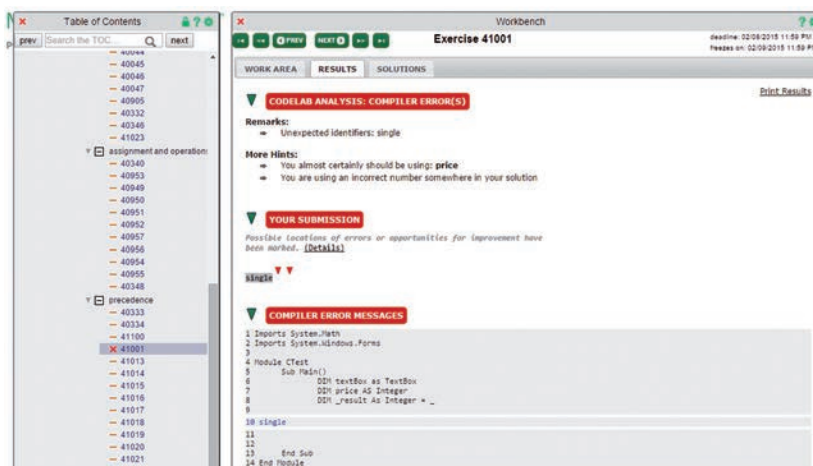 Table of Contents
prev
Search the TOC...
next
40044
40045
40046
40047
40905
40332
40346
41023
assignment and operations
40340
40953
40949
40950
40951
40952
40957
40956
40954
40955
40348
precedence
40333
40334
41100
41001
41013
41014
41015
41016
41017
41018
41019
41020
41021
Workbench
PREV
NEXT
Exercise 41001
deadline: 02/09/2015 11:59 PM
freezes on: 02/09/2015 11:59 PM
WORK AREA RESULTS SOLUTIONS
Print Results
CODELAB ANALYSIS: COMPILER ERROR(S)
Remarks:
Unexpected identifiers: single
More Hints:
You almost certainly should be using: price
You are using an incorrect number somewhere in your solution
YOUR SUBMISSION
Possible locations of errors or opportunities for improvement have
been marked. (Details)
single
COMPILER ERROR MESSAGES
1 Imports System.Math
2 Imports System.Windows.Forms
3
4 Module CTest
5 Sub Main()
6 DIM textBox as TextBox
7 DIM price AS Integer
8 DIM _result As Integer = _
9
10 single
11
12
13 End Sub
14 End Module